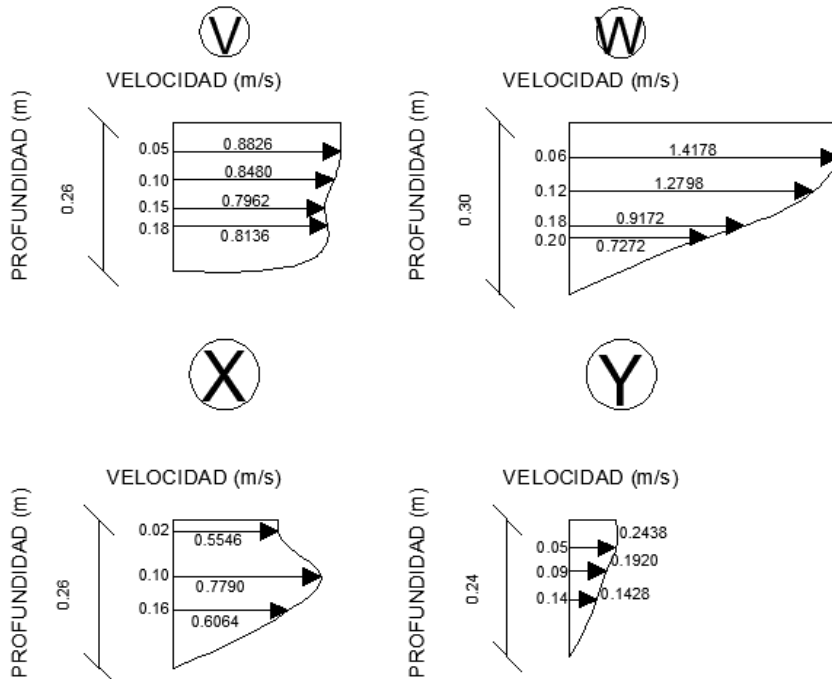 V
VELOCIDAD (m/s)
PROFUNDIDAD (m)
0.26
0.05
0.8826
0.10
0.8480
0.15
0.7962
0.18
0.8136
W
VELOCIDAD (m/s)
PROFUNDIDAD (m)
0.30
0.06
1.4178
0.12
1.2798
0.18
0.9172
0.20
0.7272
X
VELOCIDAD (m/s)
PROFUNDIDAD (m)
0.26
0.02
0.5546
0.10
0.7790
0.16
0.6064
Y
VELOCIDAD (m/s)
PROFUNDIDAD (m)
0.24
0.05
0.2438
0.09
0.1920
0.14
0.1428